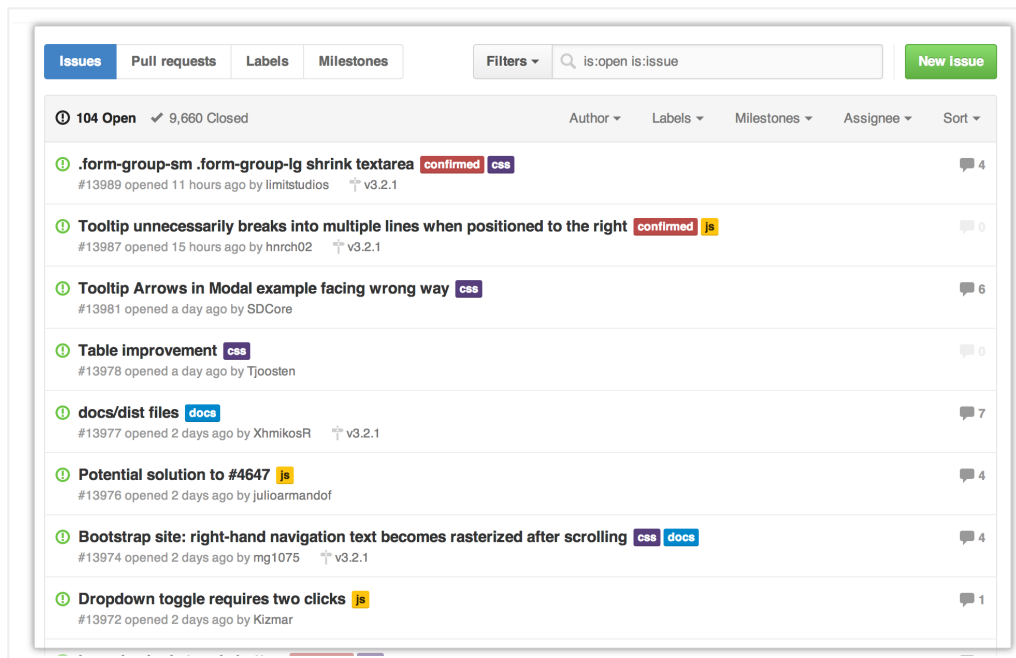 Issues Pull requests Labels Milestones Filters is:open is:issue New issue
104 Open 9,660 Closed Author Labels Milestones Assignee Sort
.form-group-sm .form-group-lg shrink textarea confirmed css 4
#13989 opened 11 hours ago by limitstudios v3.2.1
Tooltip unnecessarily breaks into multiple lines when positioned to the right confirmed js 0
#13987 opened 15 hours ago by hnrch02 v3.2.1
Tooltip Arrows in Modal example facing wrong way css 6
#13981 opened a day ago by SDCore
Table improvement css 0
#13978 opened a day ago by Tjoosten
docs/dist files docs 7
#13977 opened 2 days ago by XhmikosR v3.2.1
Potential solution to #4647 js 4
#13976 opened 2 days ago by julioarmandof
Bootstrap site: right-hand navigation text becomes rasterized after scrolling css docs 4
#13974 opened 2 days ago by mg1075 v3.2.1
Dropdown toggle requires two clicks js 1
#13972 opened 2 days ago by Kizmar